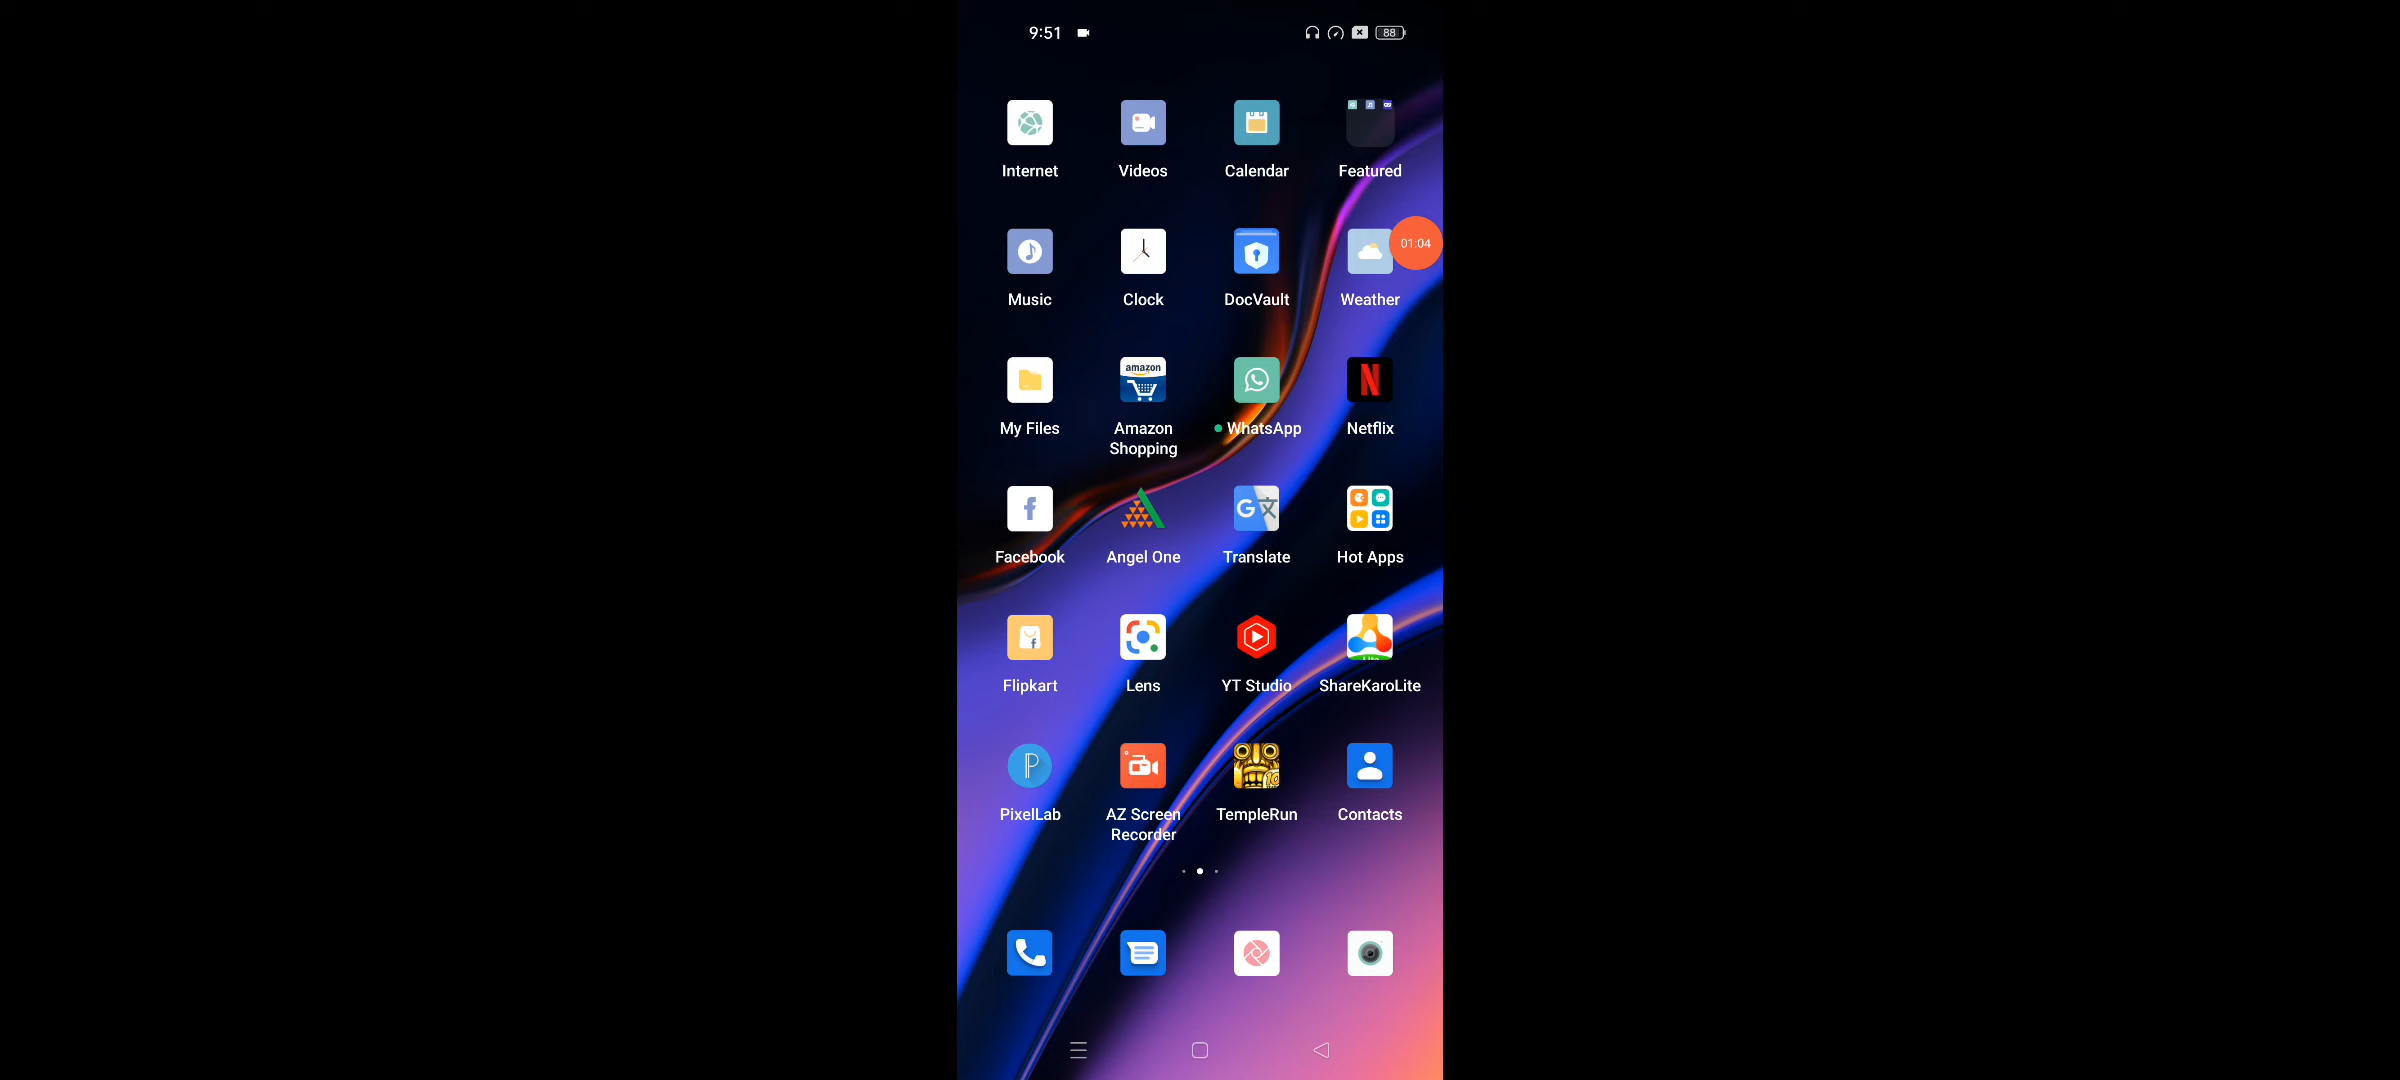 9:51
88
Internet
Videos
Calendar
Featured
01:04
Music
Clock
DocVault
Weather
amazon
N
My Files
Amazon
Shopping
WhatsApp
Netflix
Facebook
Angel One
Translate
Hot Apps
Flipkart
Lens
YT Studio
ShareKaroLite
PixelLab
AZ Screen
Recorder
TempleRun
Contacts